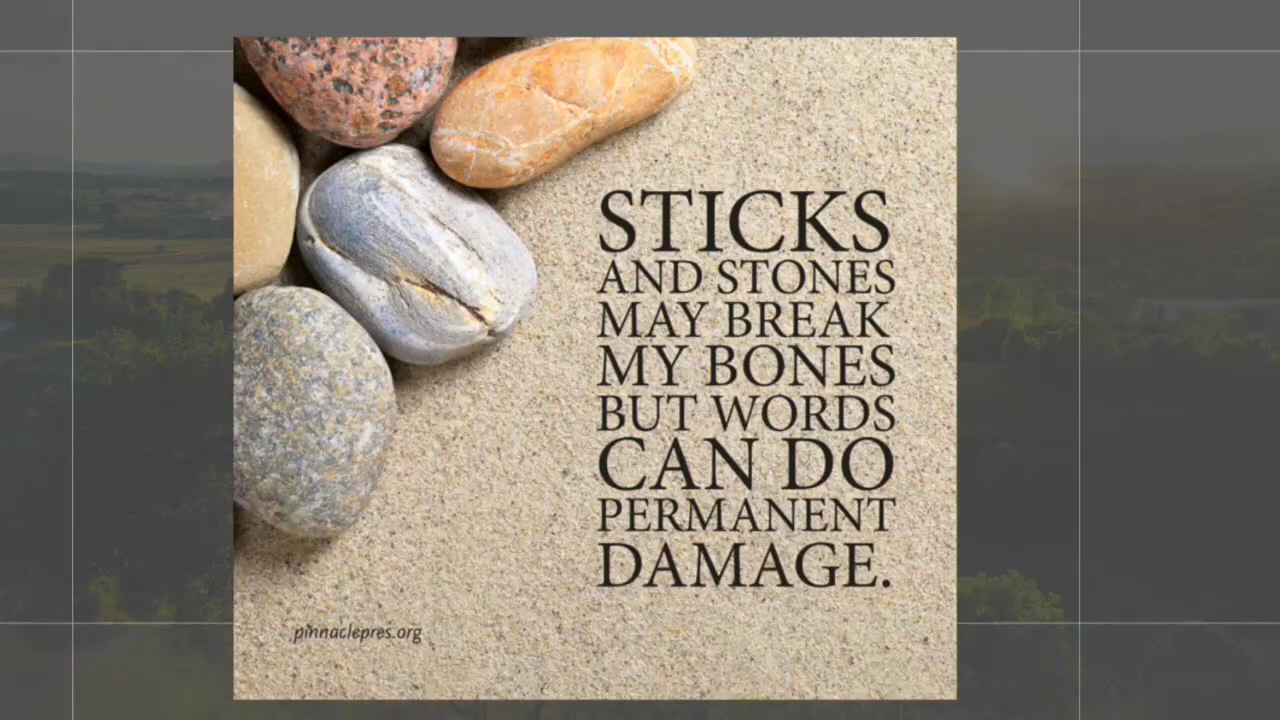 STICKS
AND STONES
MAY BREAK
MY BONES
BUT WORDS
CAN DO
PERMANENT
DAMAGE.
pinnaclepres.org